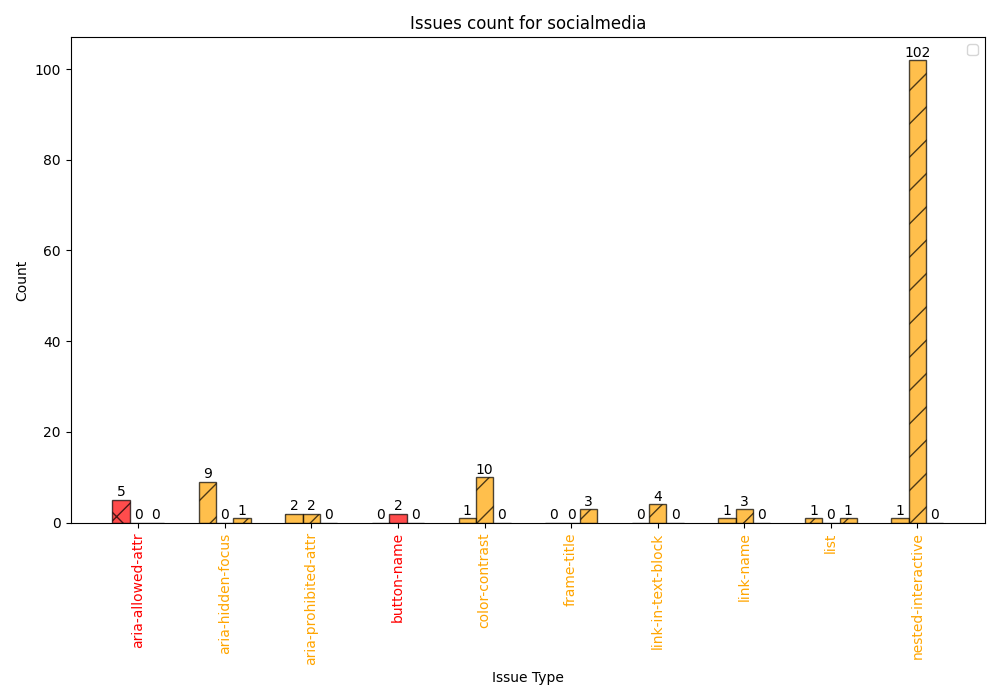 Issues count for socialmedia
Count
100
80
60
40
20
0
5 0 0
9 0 1
2 2 0
0 2 0
1 10 0
0 0 3
0 4 0
1 3 0
1 0 1
1 102 0
aria-allowed-attr
aria-hidden-focus
aria-prohibited-attr
button-name
color-contrast
frame-title
link-in-text-block
link-name
list
nested-interactive
Issue Type